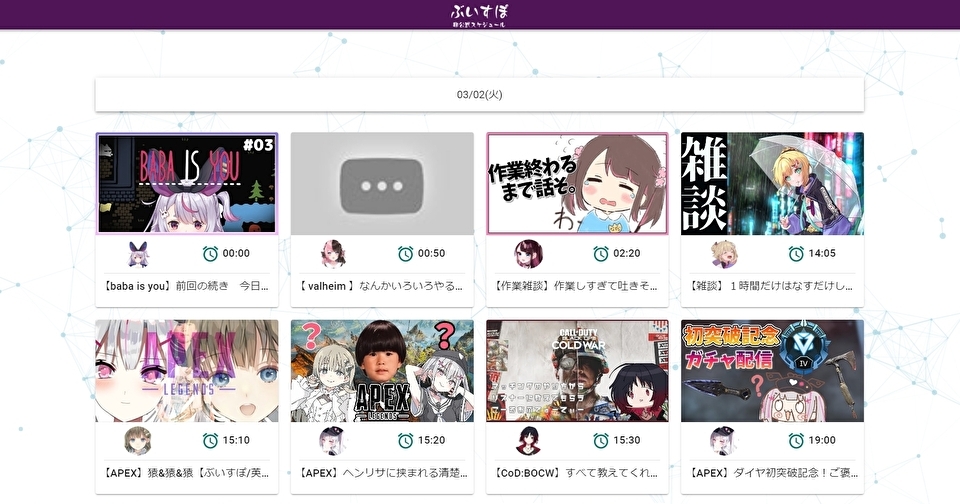 ぶいすぽ
非公式スケジュール
03/02(火)
#03
BABA IS YOU
作業終わる
まで話そ。
わ
雑談
00:00
00:50
02:20
14:05
【baba is you】前回の続き 今日...
【 valheim 】なんかいろいろやる...
【作業雑談】作業しすぎて吐きそ...
【雑談】１時間だけはなすだけし...
APEX
LEGENDS
? ?
APEX
LEGENDS
CALL OF DUTY
BLACK OPS
COLD WAR
初突破記念
ガチャ配信
IV
?
15:10
15:20
15:30
19:00
【APEX】猿&猿&猿【ぶいすぽ/英...
【APEX】ヘンリサに挟まれる清楚...
【CoD:BOCW】すべて教えてくれ...
【APEX】ダイヤ初突破記念！ご褒...